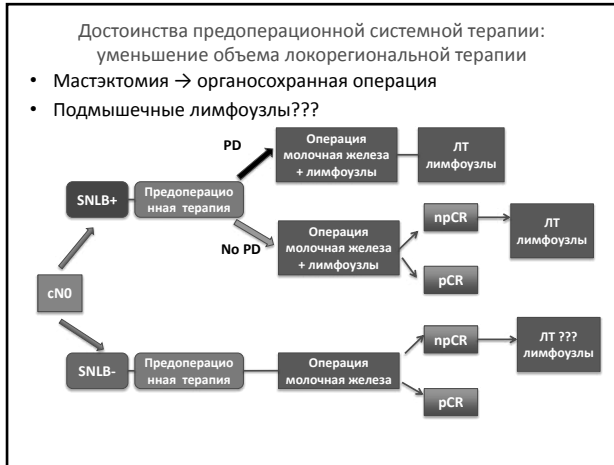 Достоинства предоперационной системной терапии:
уменьшение объема локорегиональной терапии
• Мастэктомия → органосохранная операция
• Подмышечные лимфоузлы???
PD
Операция
молочная железа
+ лимфоузлы
ЛТ
лимфоузлы
SNLB+
Предоперацио
нная терапия
No PD
Операция
молочная железа
+ лимфоузлы
npCR
ЛТ
лимфоузлы
pCR
cN0
SNLB-
Предоперацио
нная терапия
Операция
молочная железа
npCR
ЛТ ???
лимфоузлы
pCR